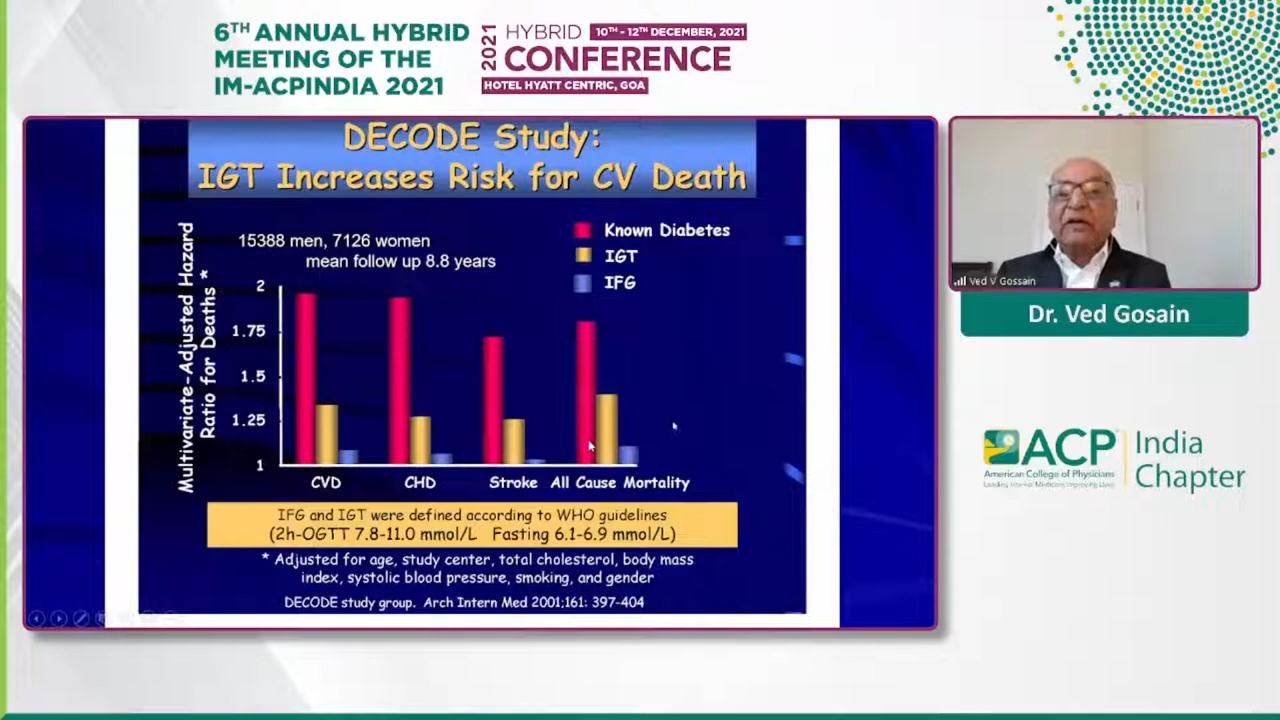 6TH ANNUAL HYBRID
MEETING OF THE
IM-ACPINDIA 2021
2021
HYBRID
10TH - 12TH DECEMBER, 2021
CONFERENCE
HOTEL HYATT CENTRIC, GOA
DECODE Study:
IGT Increases Risk for CV Death
Multivariate-Adjusted Hazard
Ratio for Deaths *
15388 men, 7126 women
mean follow up 8.8 years
Known Diabetes
IGT
IFG
2
1.75
1.5
1.25
1
CVD
CHD
Stroke
All Cause Mortality
IFG and IGT were defined according to WHO guidelines
(2h-OGTT 7.8-11.0 mmol/L Fasting 6.1-6.9 mmol/L)
* Adjusted for age, study center, total cholesterol, body mass
index, systolic blood pressure, smoking, and gender
DECODE study group. Arch Intern Med 2001;161: 397-404
Ved V Gossain
Dr. Ved Gosain
ACP
American College of Physicians
Leading Internal Medicine, Improving Lives
India
Chapter